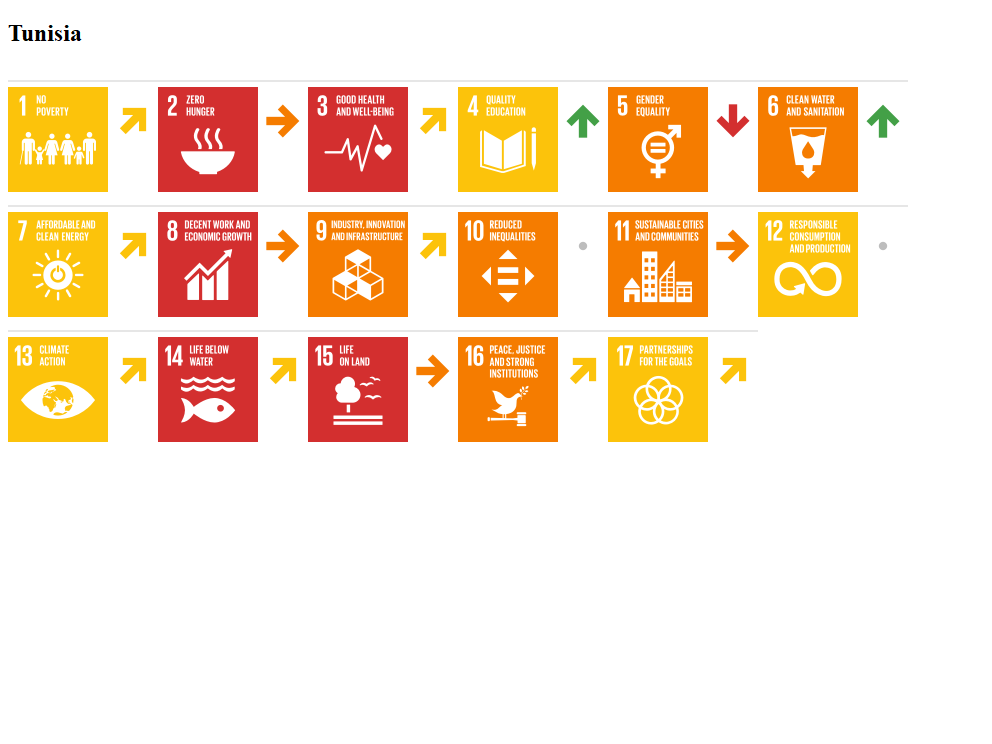 Tunisia
1 NO
POVERTY
2 ZERO
HUNGER
3 GOOD HEALTH
AND WELL-BEING
4 QUALITY
EDUCATION
5 GENDER
EQUALITY
6 CLEAN WATER
AND SANITATION
7 AFFORDABLE AND
CLEAN ENERGY
8 DECENT WORK AND
ECONOMIC GROWTH
9 INDUSTRY, INNOVATION
AND INFRASTRUCTURE
10 REDUCED
INEQUALITIES
11 SUSTAINABLE CITIES
AND COMMUNITIES
12 RESPONSIBLE
CONSUMPTION
AND PRODUCTION
13 CLIMATE
ACTION
14 LIFE BELOW
WATER
15 LIFE
ON LAND
16 PEACE, JUSTICE
AND STRONG
INSTITUTIONS
17 PARTNERSHIPS
FOR THE GOALS